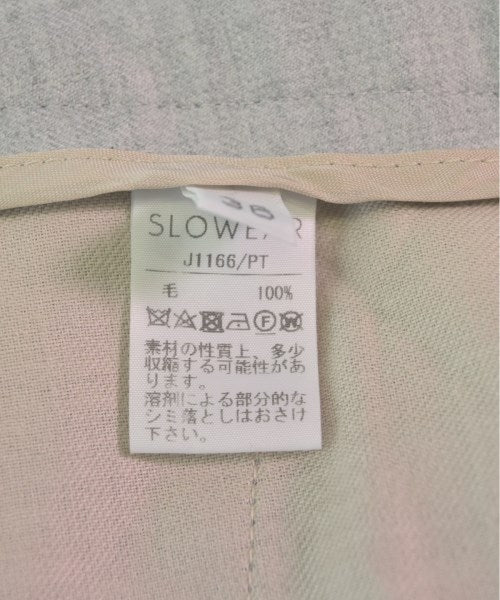 38
SLOWEAR
J1166/PT
毛 100%
素材の性質上、多少
収縮する可能性があ
ります。
溶剤による部分的な
シミ落としはおさけ
下さい。